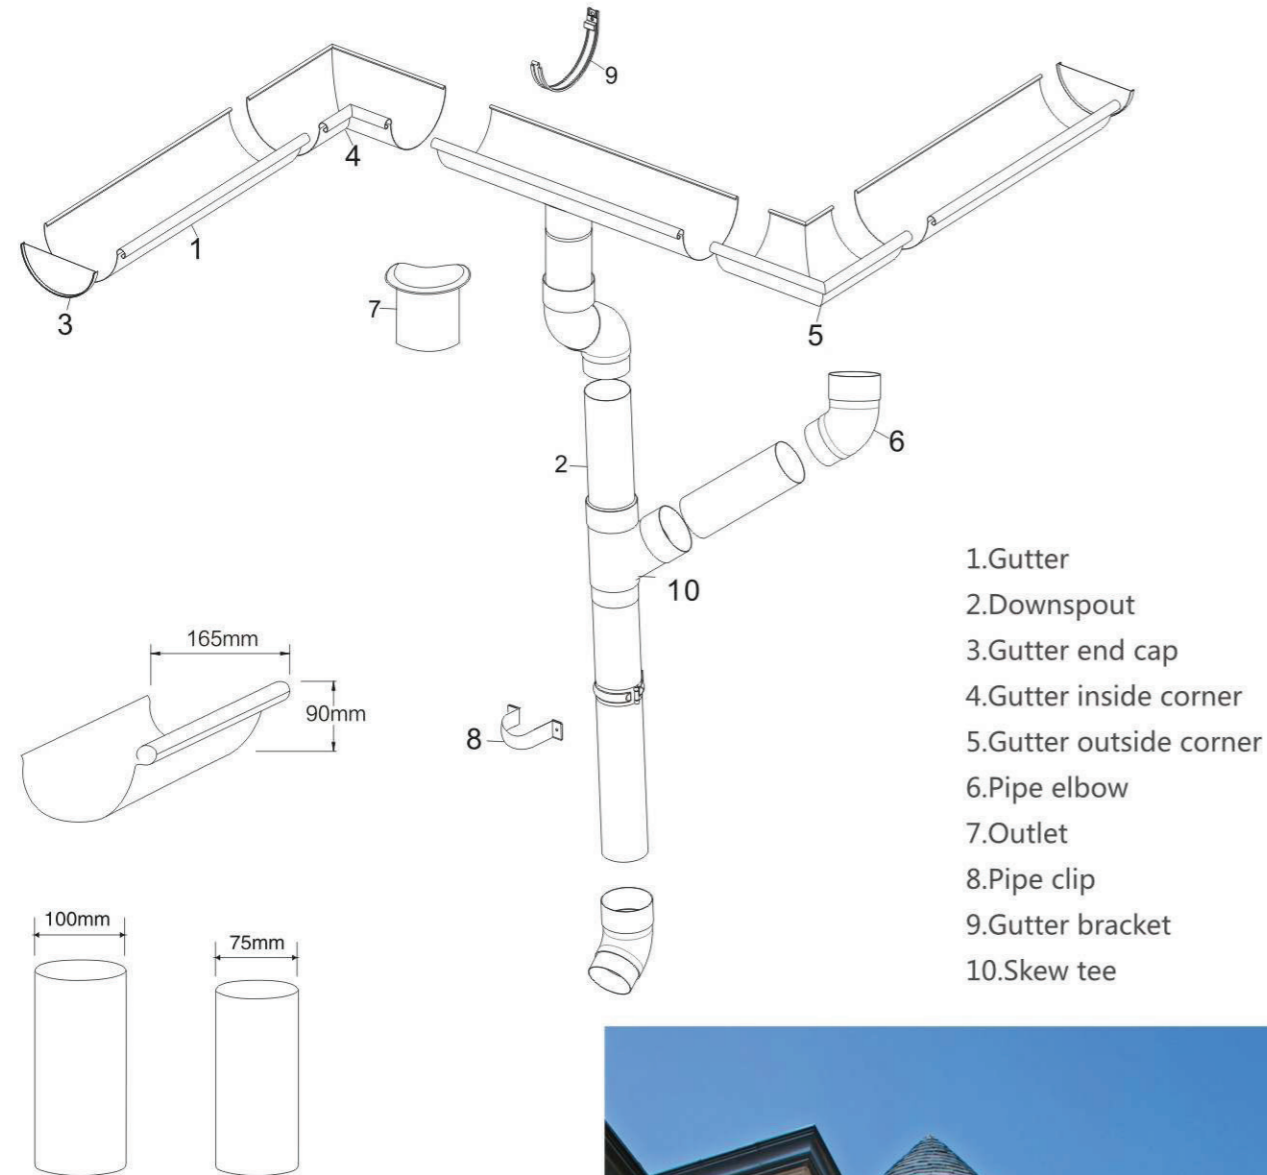 9
4
1
3
7
5
6
2
10
1.Gutter
2.Downspout
3.Gutter end cap
4.Gutter inside corner
5.Gutter outside corner
6.Pipe elbow
7.Outlet
8.Pipe clip
9.Gutter bracket
10.Skew tee
165mm
90mm
8
100mm
75mm